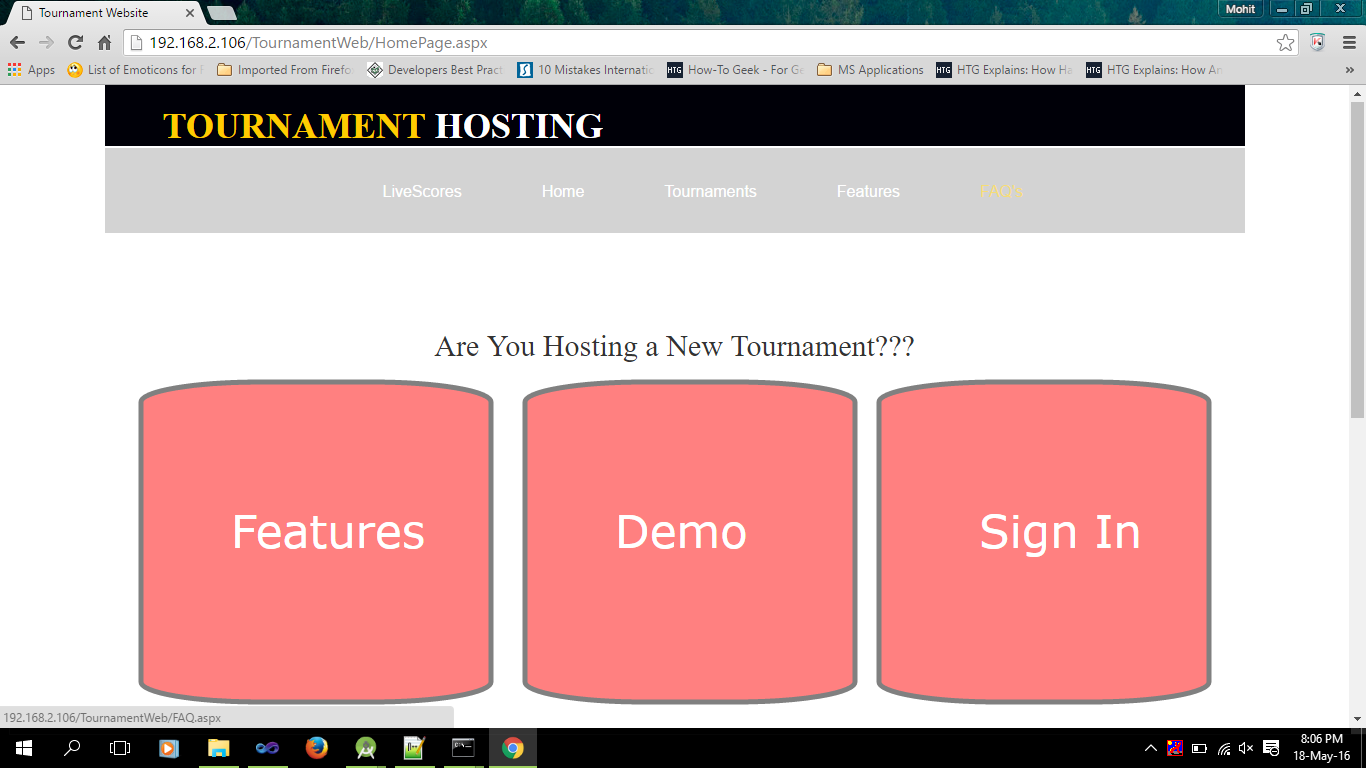 Tournament Website
Mohit
192.168.2.106/TournamentWeb/HomePage.aspx
Apps List of Emoticons for Imported From Firefo Developers Best Pract 10 Mistakes Internatio HTG How-To Geek - For Ge MS Applications HTG HTG Explains: How Ha HTG HTG Explains: How An »
TOURNAMENT HOSTING
LiveScores Home Tournaments Features FAQ's
Are You Hosting a New Tournament???
Features Demo Sign In
192.168.2.106/TournamentWeb/FAQ.aspx
8:06 PM
18-May-16